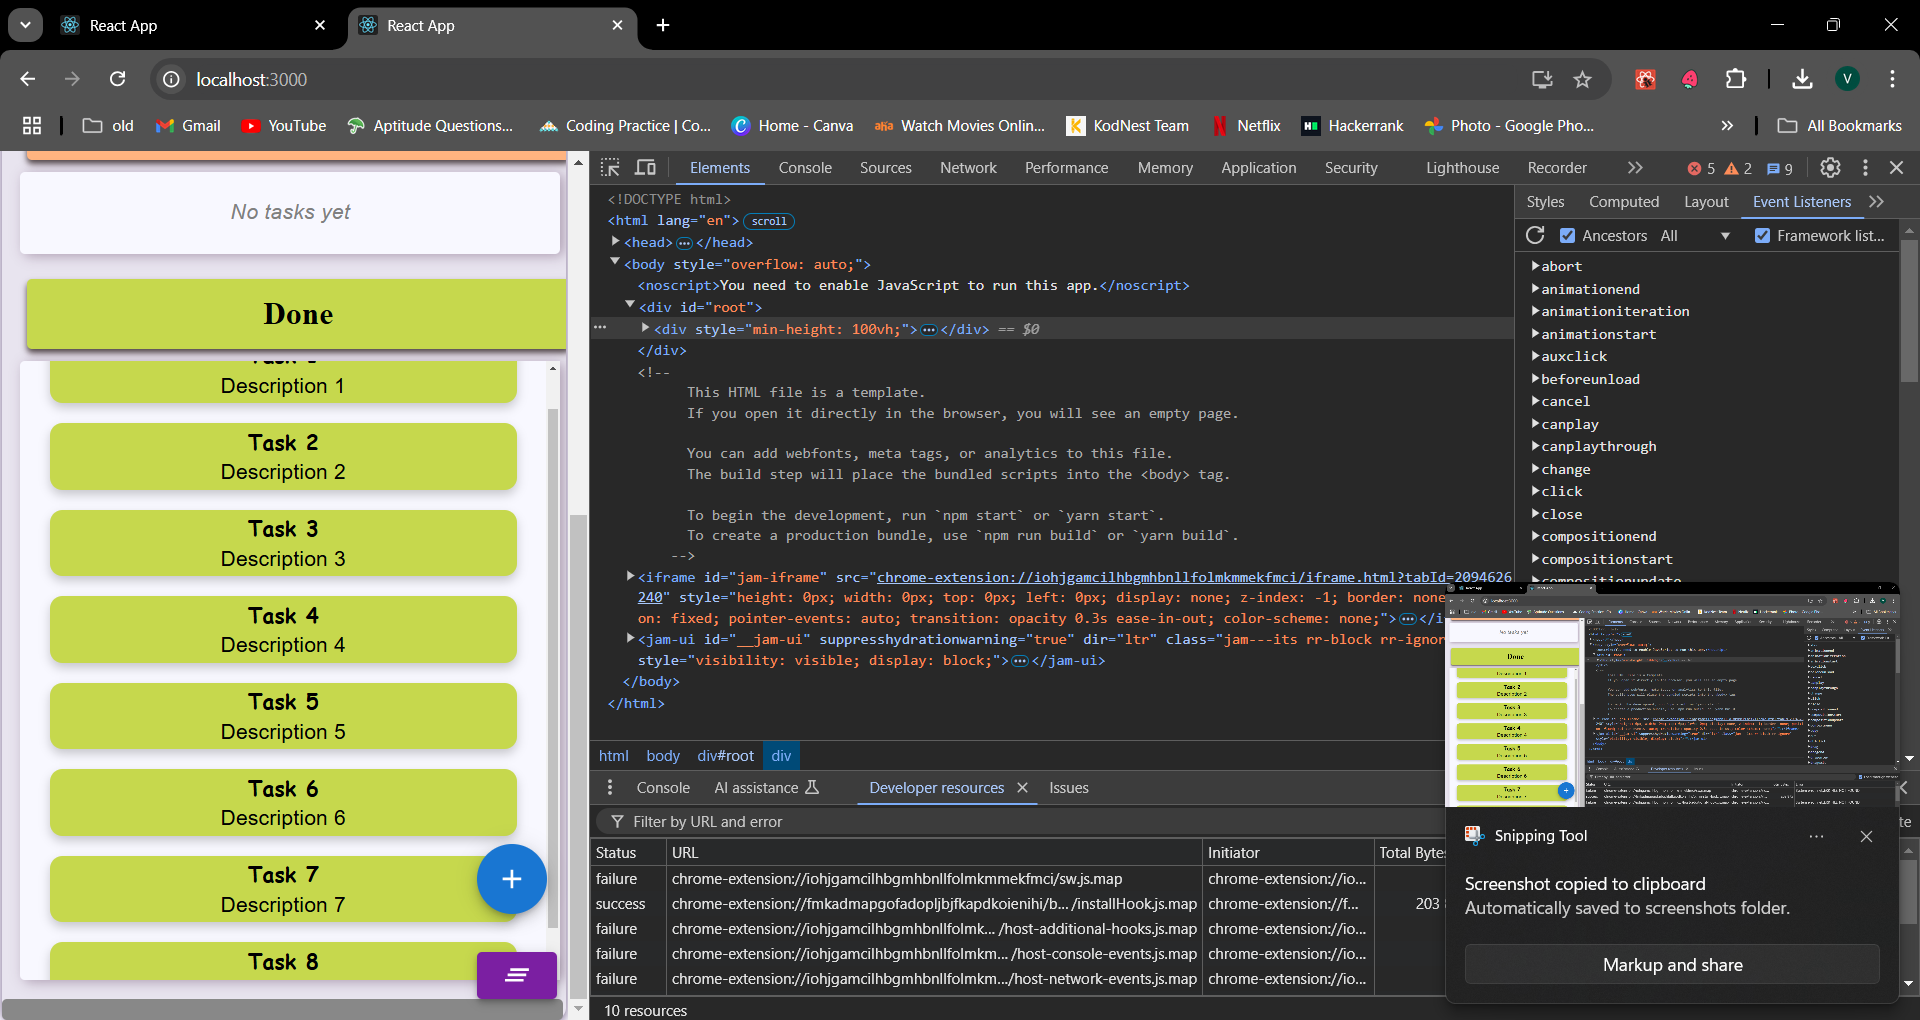 React App
React App
localhost:3000
V
old
Gmail
YouTube
Aptitude Questions...
Coding Practice | Co...
Home - Canva
Watch Movies Onlin...
KodNest Team
Netflix
Hackerrank
Photo - Google Pho...
All Bookmarks
No tasks yet
Done
Description 1
Task 2
Description 2
Task 3
Description 3
Task 4
Description 4
Task 5
Description 5
Task 6
Description 6
Task 7
Description 7
Task 8
Elements Console Sources Network Performance Memory Application Security Lighthouse Recorder 5 2 9
<!DOCTYPE html>
<html lang="en"> scroll
<head> </head>
<body style="overflow: auto;">
<noscript>You need to enable JavaScript to run this app.</noscript>
<div id="root">
<div style="min-height: 100vh;"> </div> == $0
</div>
<!--
This HTML file is a template.
If you open it directly in the browser, you will see an empty page.
You can add webfonts, meta tags, or analytics to this file.
The build step will place the bundled scripts into the <body> tag.
To begin the development, run `npm start` or `yarn start`.
To create a production bundle, use `npm run build` or `yarn build`.
-->
<iframe id="jam-iframe" src="chrome-extension://iohjgamcilhbgmhbnllfolmkmmekfmci/iframe.html?tabId=2094626
240" style="height: 0px; width: 0px; top: 0px; left: 0px; display: none; z-index: -1; border: none
on: fixed; pointer-events: auto; transition: opacity 0.3s ease-in-out; color-scheme: none;"> </i
<jam-ui id="__jam-ui" suppresshydrationwarning="true" dir="ltr" class="jam---its rr-block rr-ignor
style="visibility: visible; display: block;"> </jam-ui>
</body>
</html>
html body div#root div
Styles Computed Layout Event Listeners
Ancestors All Framework list...
abort
animationend
animationiteration
animationstart
auxclick
beforeunload
cancel
canplay
canplaythrough
change
click
close
compositionend
compositionstart
compositionupdate
Console AI assistance Developer resources Issues
Filter by URL and error
Status URL Initiator Total Bytes
failure chrome-extension://iohjgamcilhbgmhbnllfolmkmmekfmci/sw.js.map chrome-extension://io...
success chrome-extension://fmkadmapgofadopljbjfkapdkoienihi/b... /installHook.js.map chrome-extension://f... 203
failure chrome-extension://iohjgamcilhbgmhbnllfolmk... /host-additional-hooks.js.map chrome-extension://io...
failure chrome-extension://iohjgamcilhbgmhbnllfolmkm... /host-console-events.js.map chrome-extension://io...
failure chrome-extension://iohjgamcilhbgmhbnllfolmkm.../host-network-events.js.map chrome-extension://io...
10 resources
Snipping Tool
Screenshot copied to clipboard
Automatically saved to screenshots folder.
Markup and share